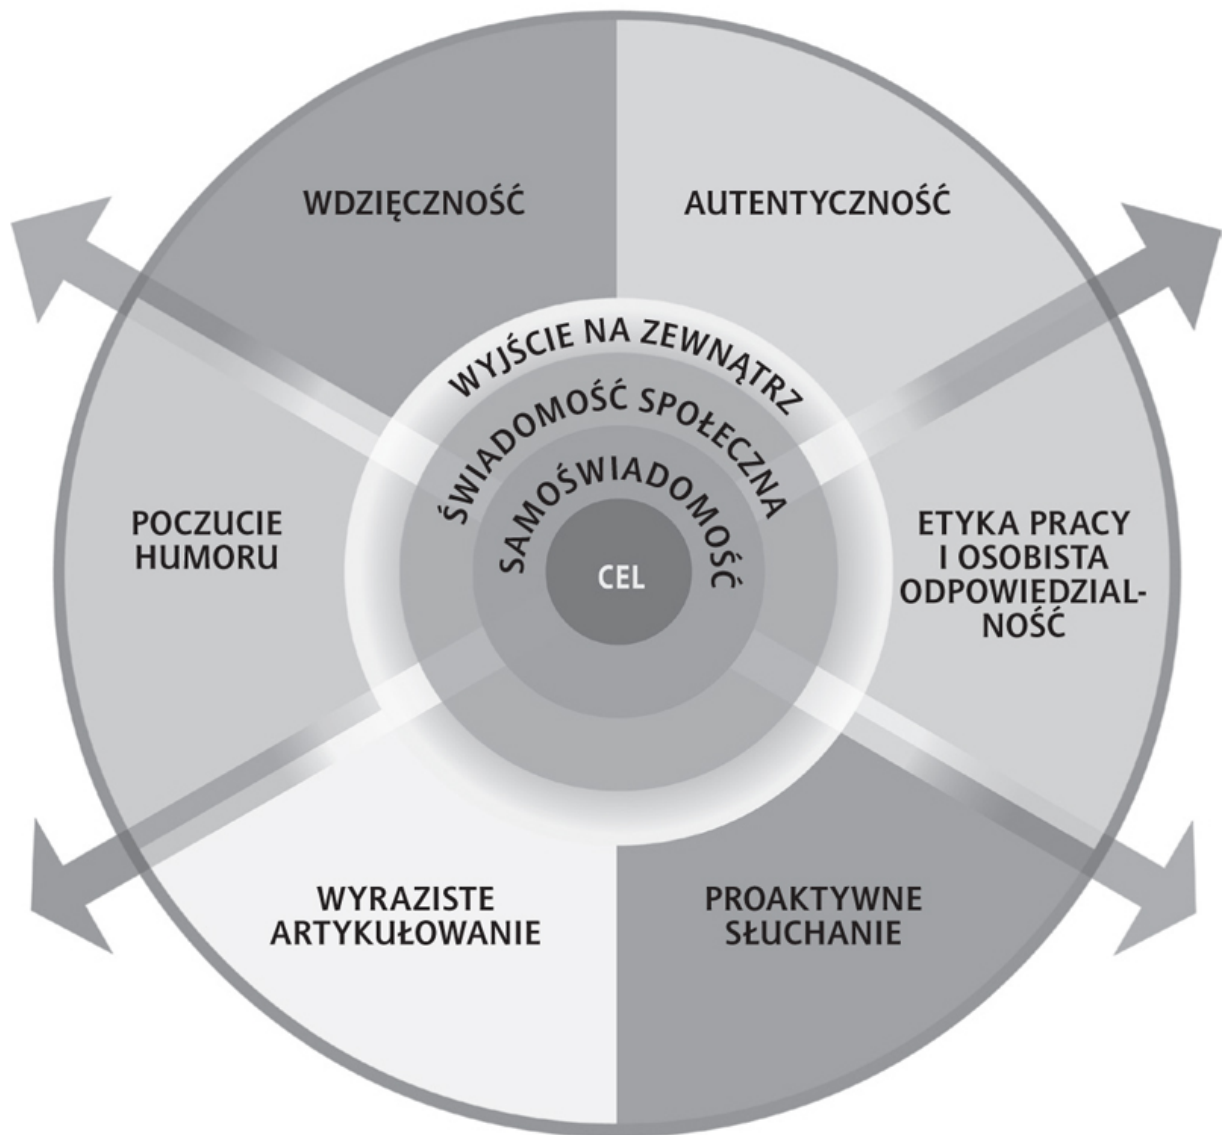 WDZIĘCZNOŚĆ
AUTENTYCZNOŚĆ
WYJŚCIE NA ZEWNĄTRZ
ŚWIADOMOŚĆ SPOŁECZNA
SAMOŚWIADOMOŚĆ
CEL
POCZUCIE
HUMORU
ETYKA PRACY
I OSOBISTA
ODPOWIEDZIAL-
NOŚĆ
WYRAZISTE
ARTYKUŁOWANIE
PROAKTYWNE
SŁUCHANIE